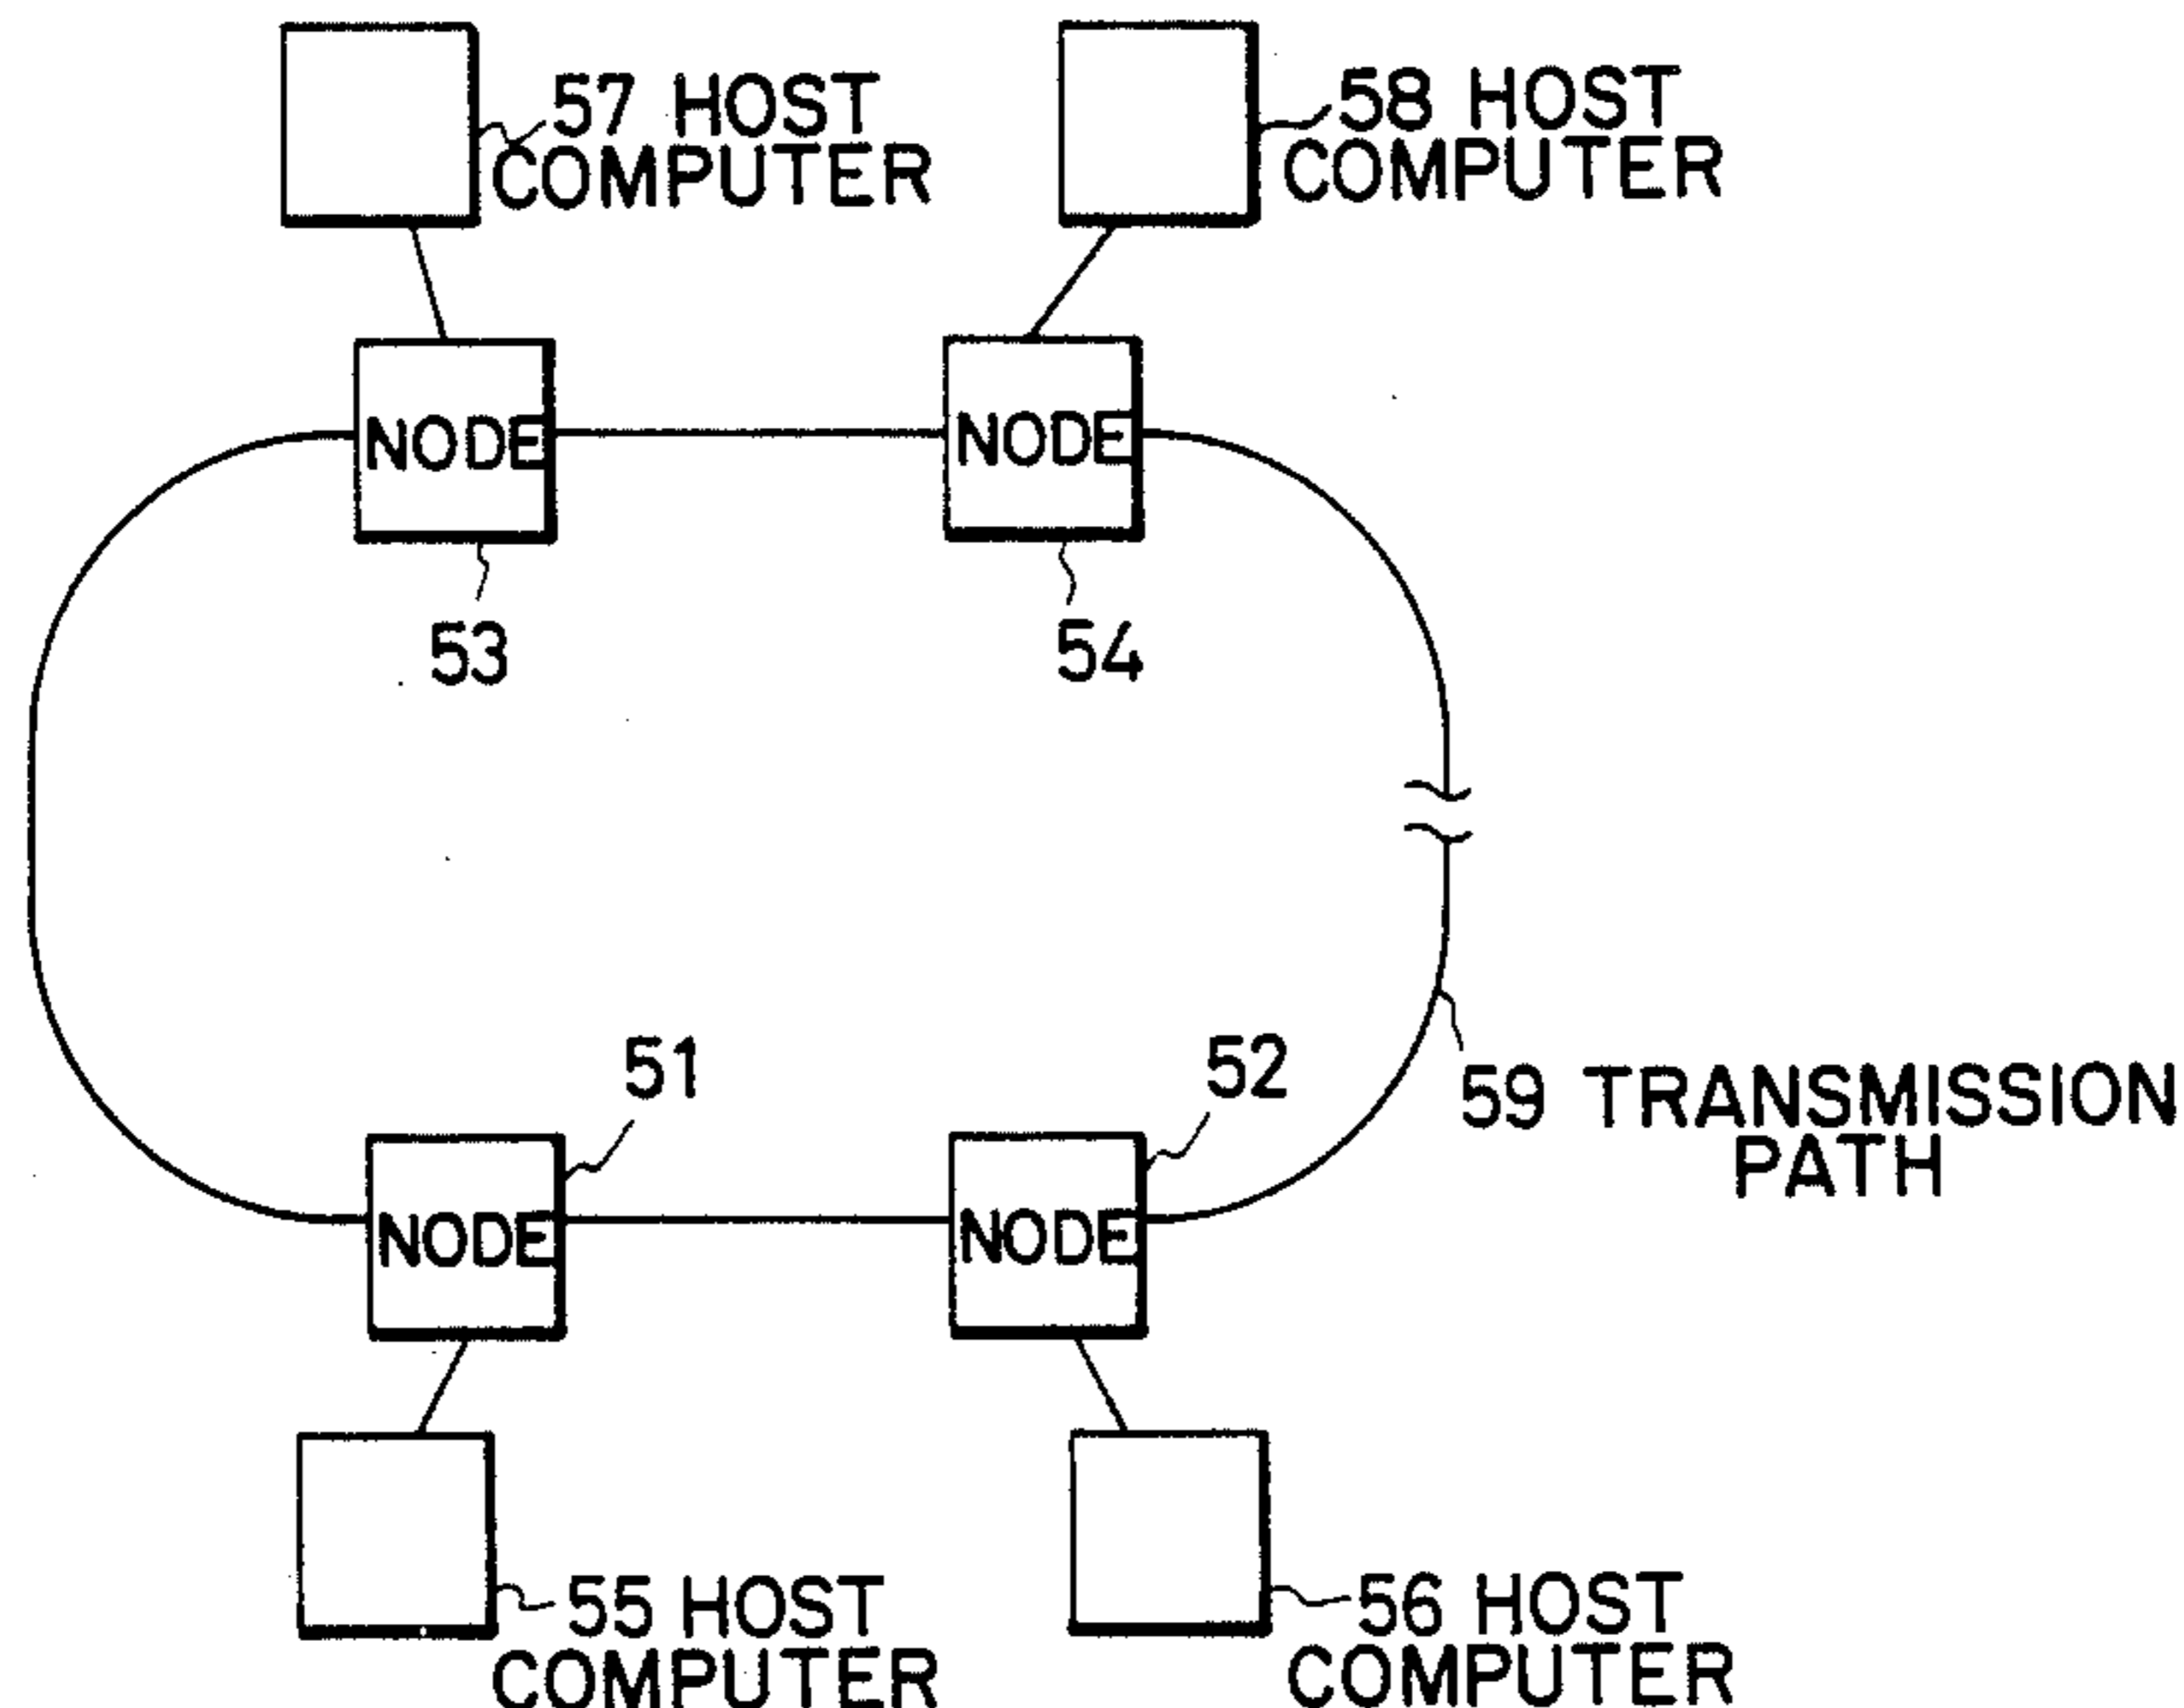 57 HOST
COMPUTER
58 HOST
COMPUTER
NODE
NODE
53
54
51
52
59 TRANSMISSION
PATH
NODE
NODE
55 HOST
COMPUTER
56 HOST
COMPUTER